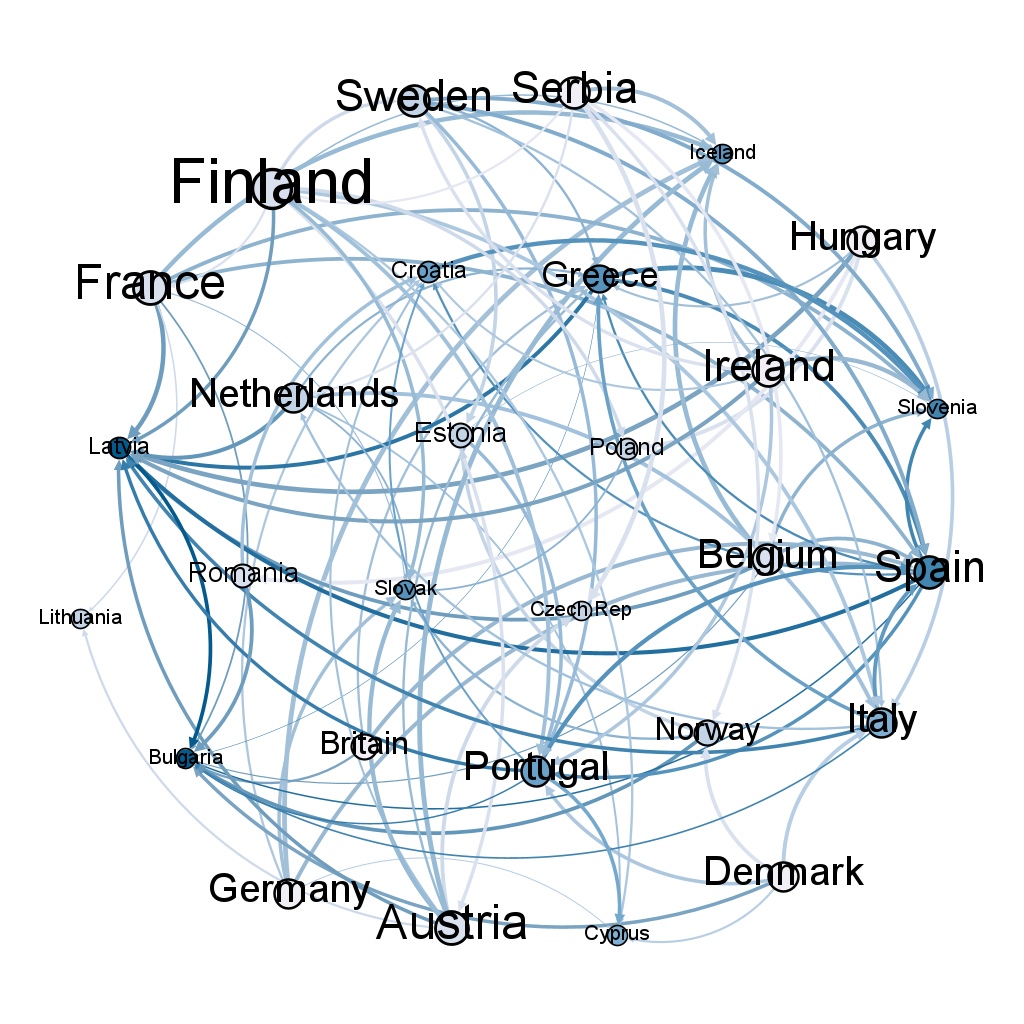 Sweden
Serbia
Iceland
Finland
Hungary
Croatia
Greece
France
Ireland
Netherlands
Slovenia
Estonia
Latvia
Poland
Belgium
Spain
Romania
Slovak
Czech Rep
Lithuania
Italy
Norway
Britain
Bulgaria
Portugal
Denmark
Germany
Austria
Cyprus